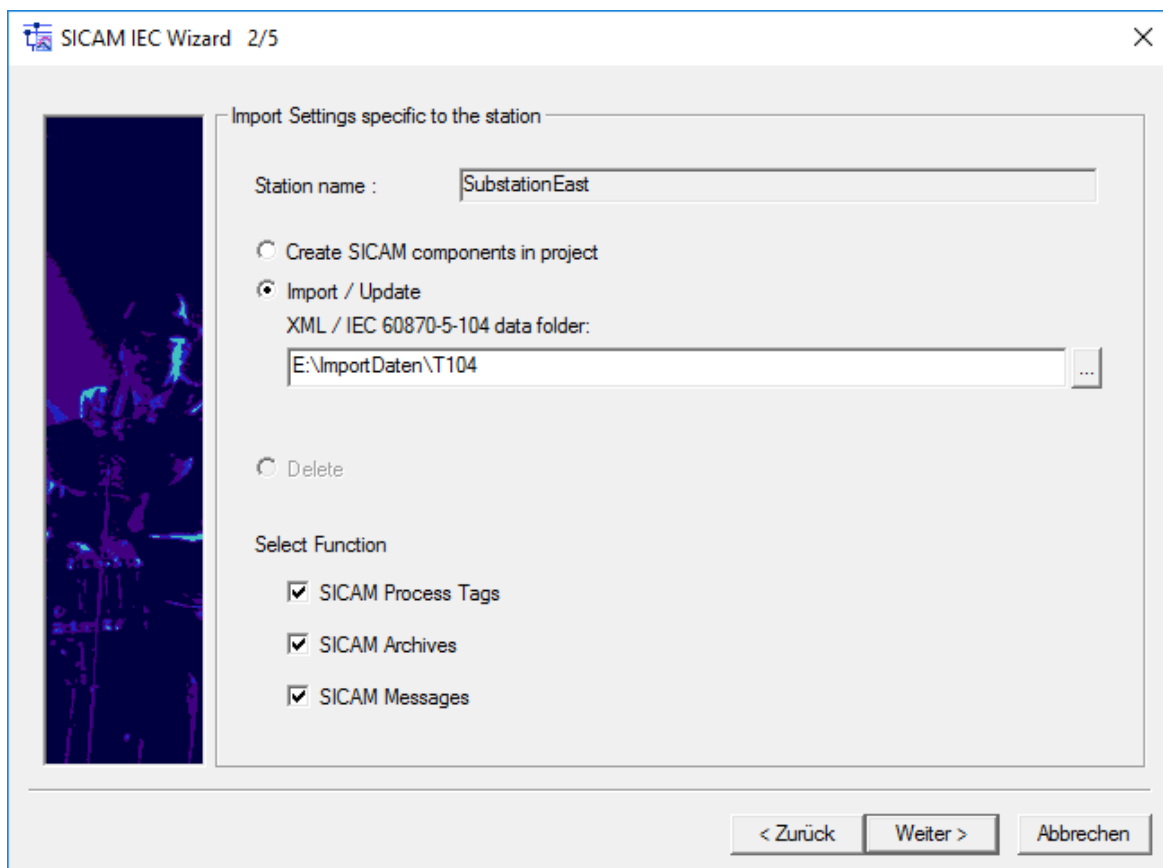 SICAM IEC Wizard 2/5
Import Settings specific to the station
Station name : SubstationEast
Create SICAM components in project
Import / Update
XML / IEC 60870-5-104 data folder:
E:\ImportDaten\T104
...
Delete
Select Function
SICAM Process Tags
SICAM Archives
SICAM Messages
< Zurück Weiter > Abbrechen